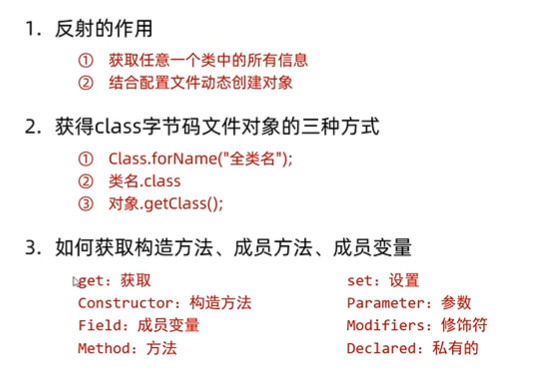 1. 反射的作用
① 获取任意一个类中的所有信息
② 结合配置文件动态创建对象
2. 获得class字节码文件对象的三种方式
① Class.forName("全类名");
② 类名.class
③ 对象.getClass();
3. 如何获取构造方法、成员方法、成员变量
get：获取 set：设置
Constructor：构造方法 Parameter：参数
Field：成员变量 Modifiers：修饰符
Method：方法 Declared：私有的